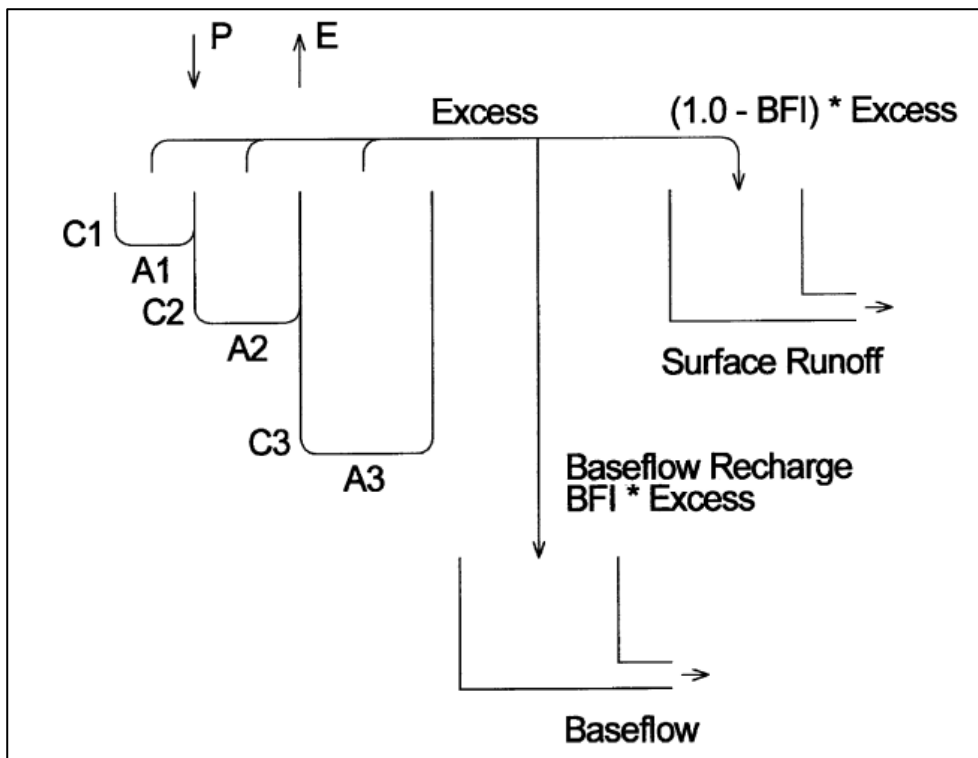 P
E
Excess
(1.0 - BFI) * Excess
C1
A1
C2
A2
C3
A3
Surface Runoff
Baseflow Recharge
BFI * Excess
Baseflow